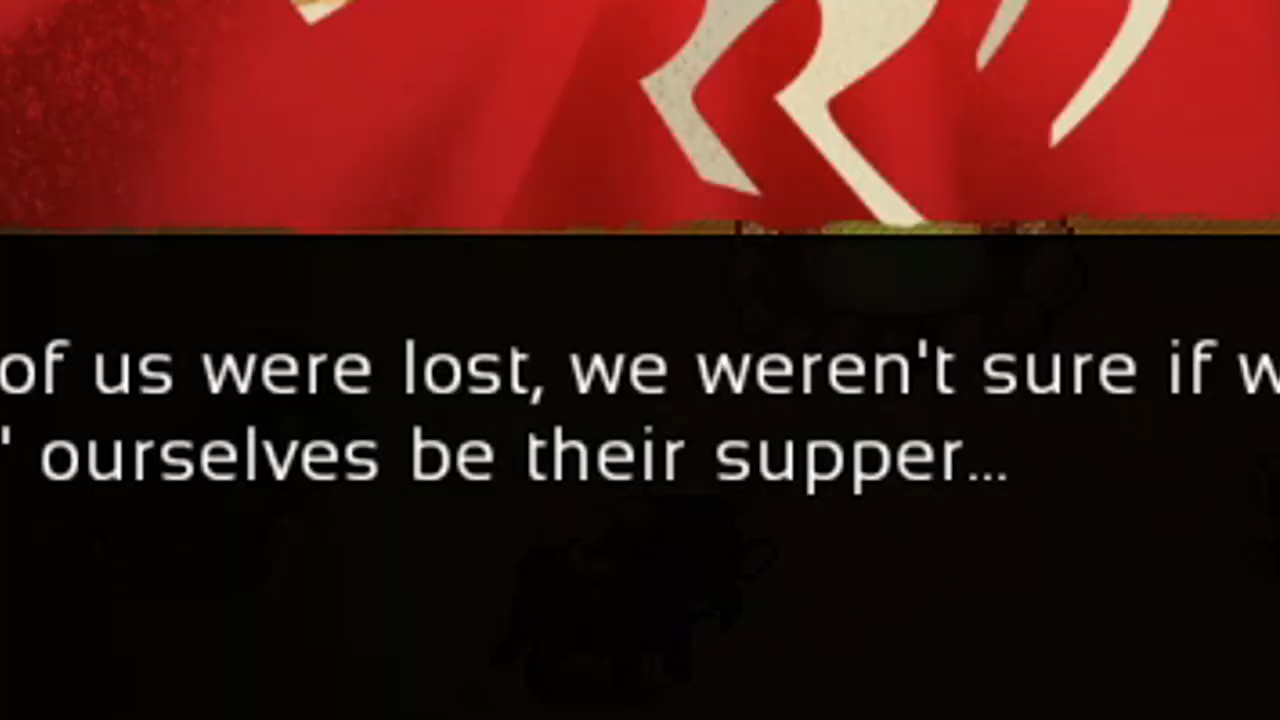 of us were lost, we weren't sure if w
' ourselves be their supper...